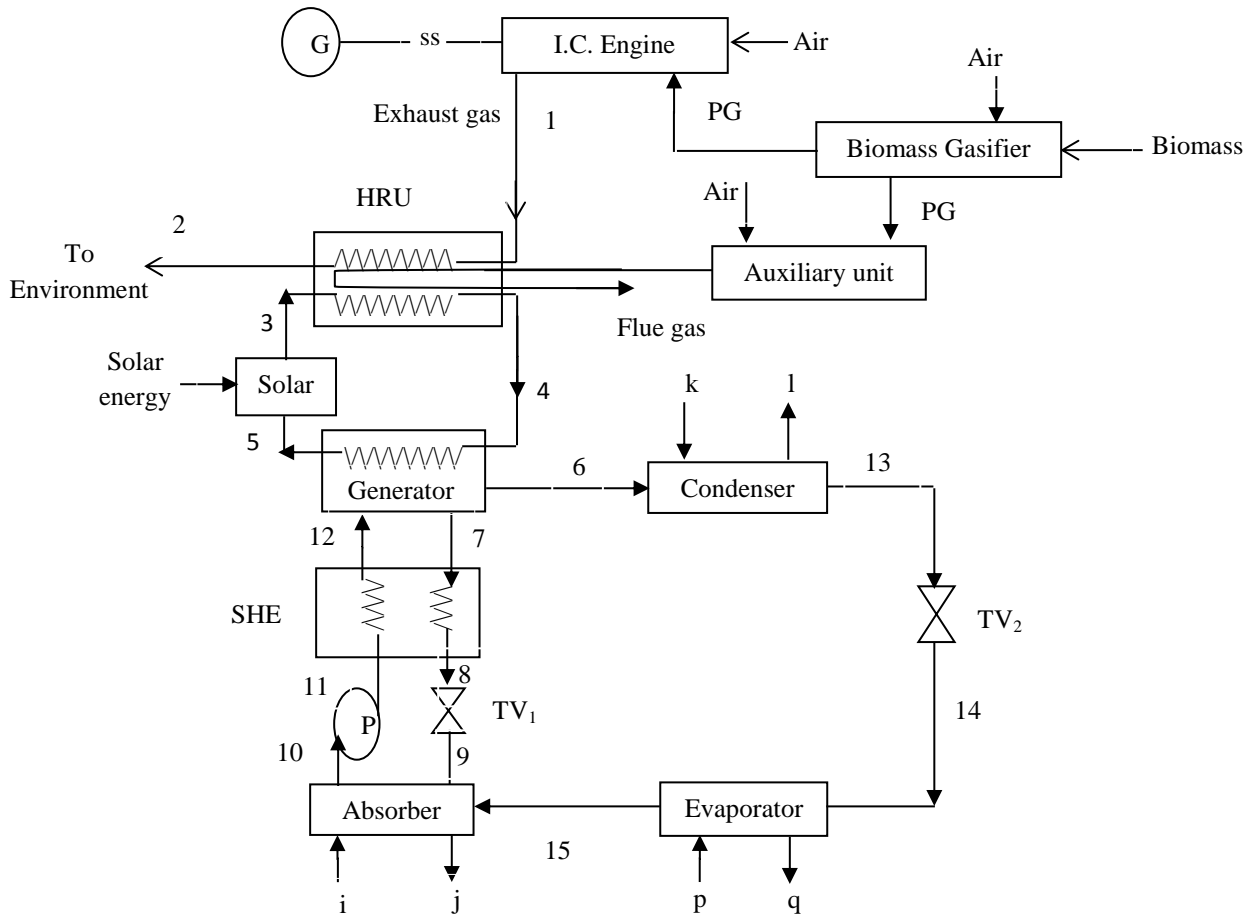 G
ss
I.C. Engine
Air
Air
Exhaust gas
1
PG
Biomass Gasifier
Biomass
HRU
Air
PG
2
To
Environment
Auxiliary unit
3
Flue gas
Solar
energy
Solar
4
k
l
5
6
13
Generator
Condenser
12
7
SHE
TV2
8
11
P
TV1
14
10
9
Absorber
Evaporator
15
i
j
p
q